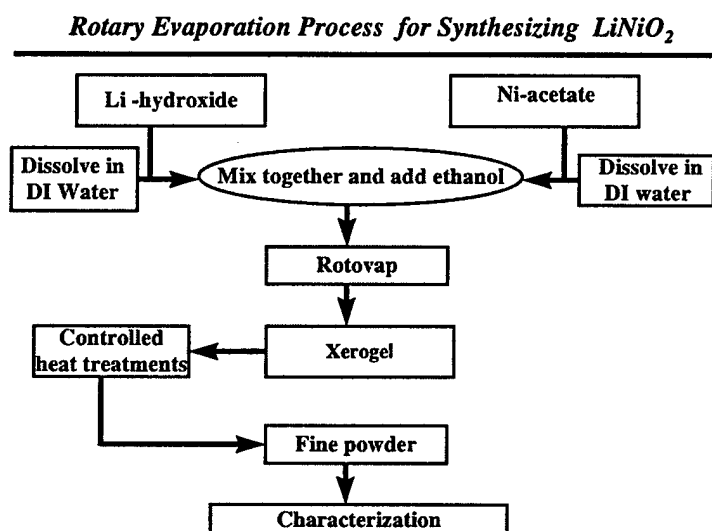 Rotary Evaporation Process for Synthesizing LiNiO2
Li -hydroxide
Ni-acetate
Dissolve in
DI Water
Mix together and add ethanol
Dissolve in
DI water
Rotovap
Controlled
heat treatments
Xerogel
Fine powder
Characterization